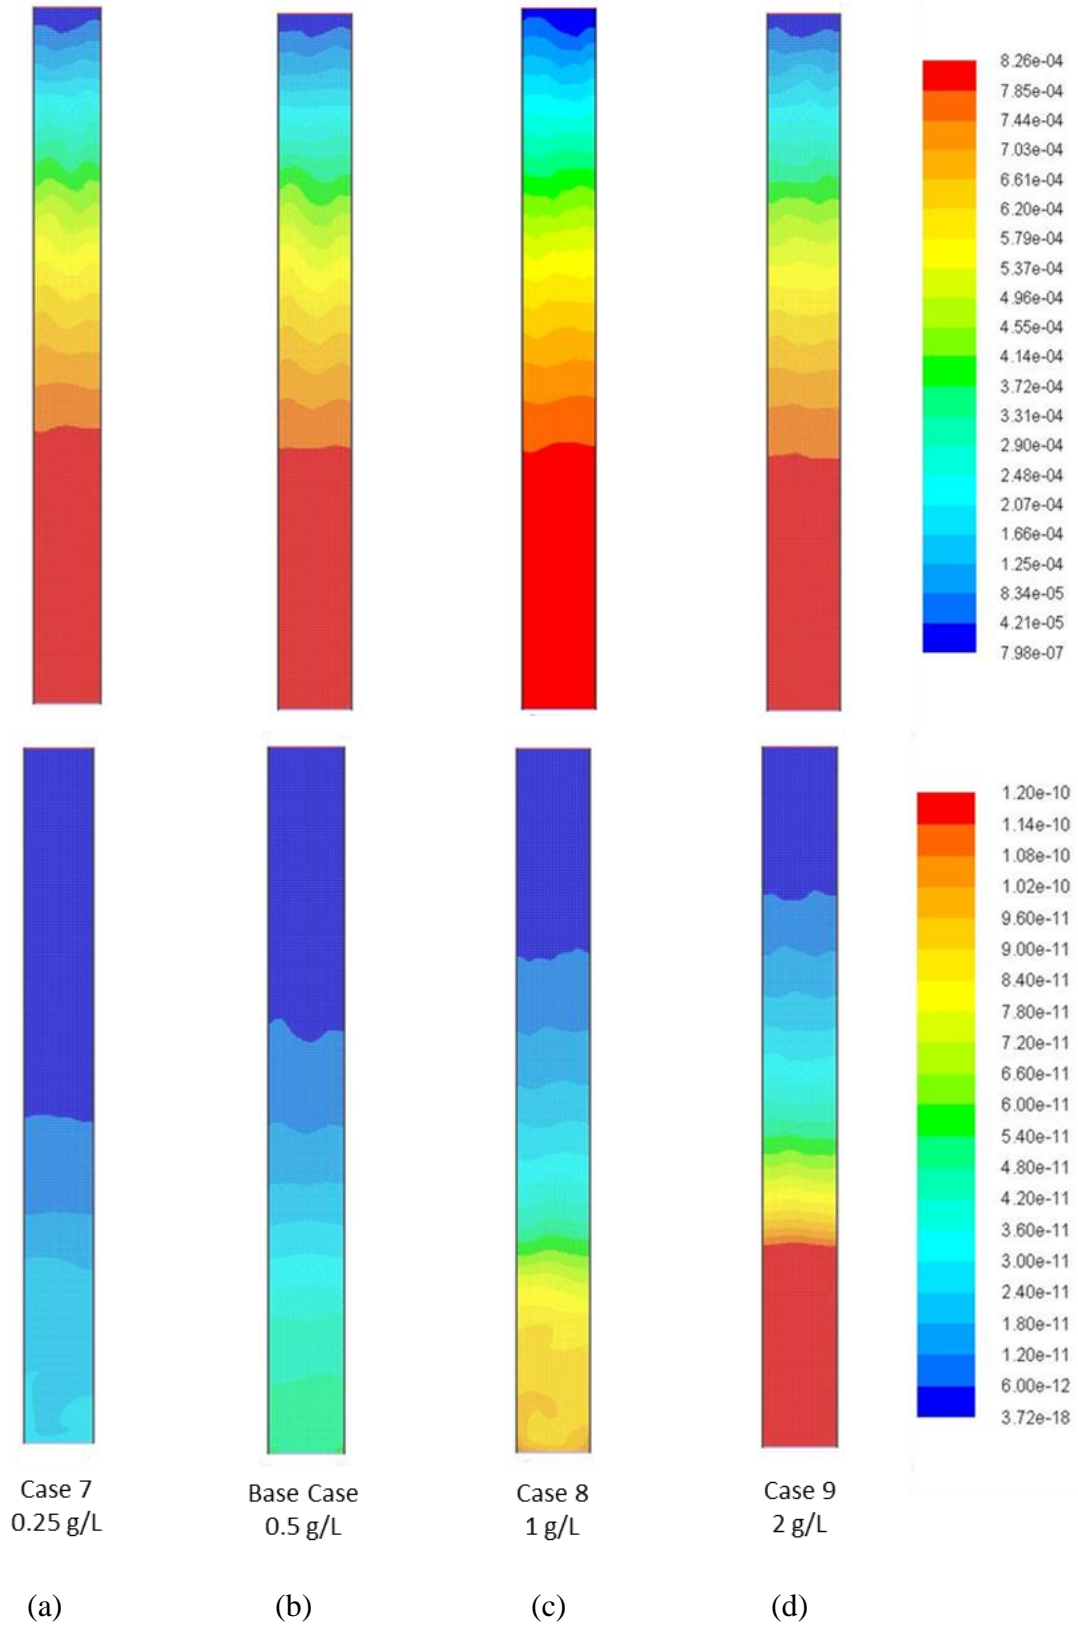 8.26e-04
7.85e-04
7.44e-04
7.03e-04
6.61e-04
6.20e-04
5.79e-04
5.37e-04
4.96e-04
4.55e-04
4.14e-04
3.72e-04
3.31e-04
2.90e-04
2.48e-04
2.07e-04
1.66e-04
1.25e-04
8.34e-05
4.21e-05
7.98e-07
1.20e-10
1.14e-10
1.08e-10
1.02e-10
9.60e-11
9.00e-11
8.40e-11
7.80e-11
7.20e-11
6.60e-11
6.00e-11
5.40e-11
4.80e-11
4.20e-11
3.60e-11
3.00e-11
2.40e-11
1.80e-11
1.20e-11
6.00e-12
3.72e-18
Case 7
0.25 g/L
Base Case
0.5 g/L
Case 8
1 g/L
Case 9
2 g/L
(a) (b) (c) (d)